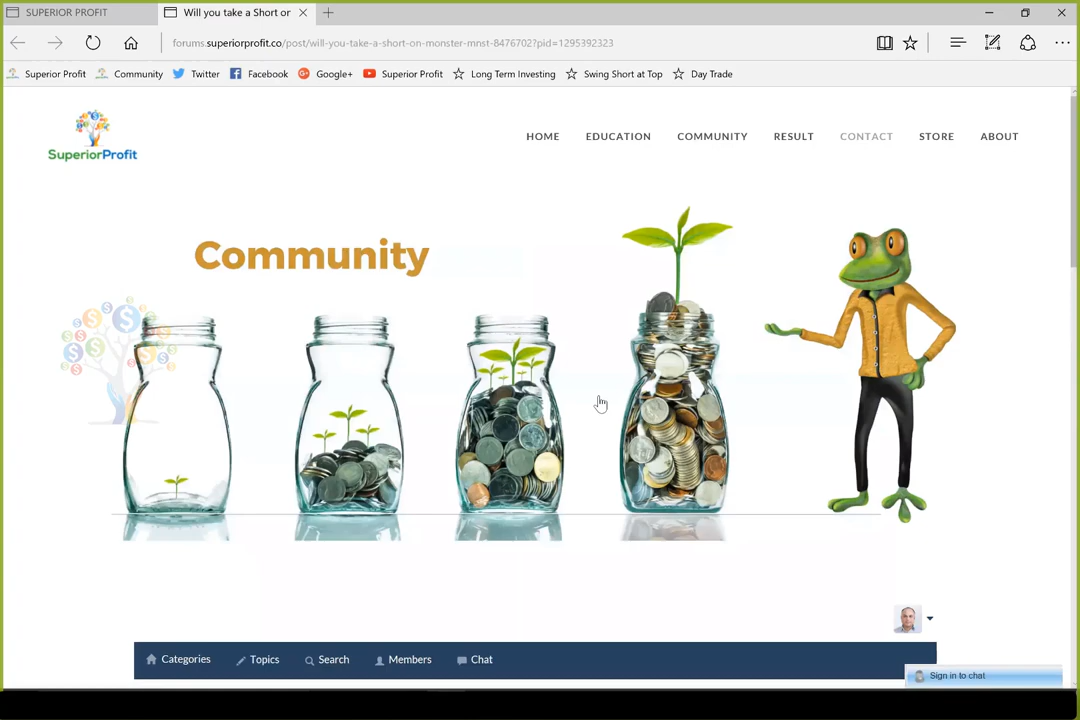 SUPERIOR PROFIT
Will you take a Short or
forums.superiorprofit.co/post/will-you-take-a-short-on-monster-mnst-8476702?pid=1295392323
Superior Profit Community Twitter Facebook Google+ Superior Profit Long Term Investing Swing Short at Top Day Trade
SuperiorProfit
HOME EDUCATION COMMUNITY RESULT CONTACT STORE ABOUT
Community
Categories Topics Search Members Chat
Sign in to chat